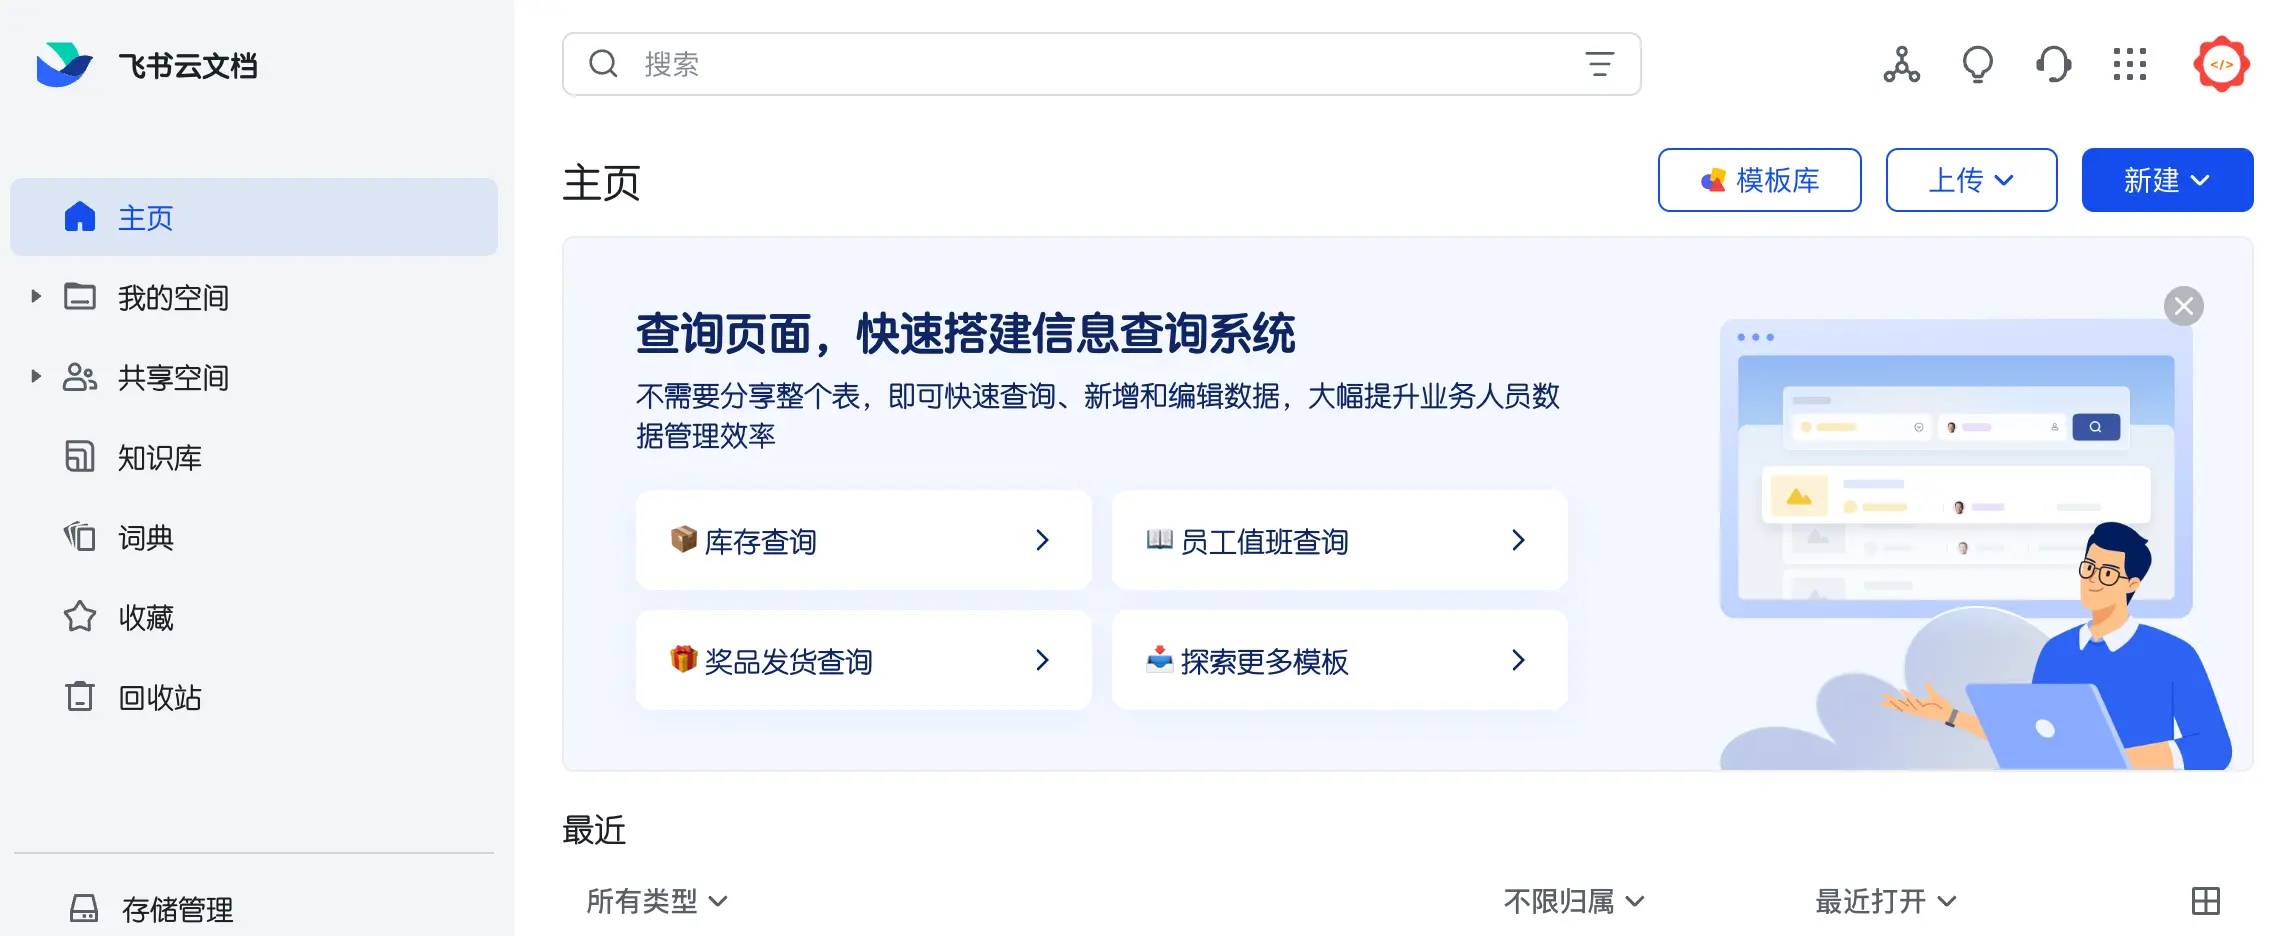 飞书云文档
搜索
</>
主页
我的空间
共享空间
知识库
词典
收藏
回收站
存储管理
主页
模板库
上传
新建
查询页面，快速搭建信息查询系统
不需要分享整个表，即可快速查询、新增和编辑数据，大幅提升业务人员数
据管理效率
库存查询
员工值班查询
奖品发货查询
探索更多模板
最近
所有类型
不限归属
最近打开